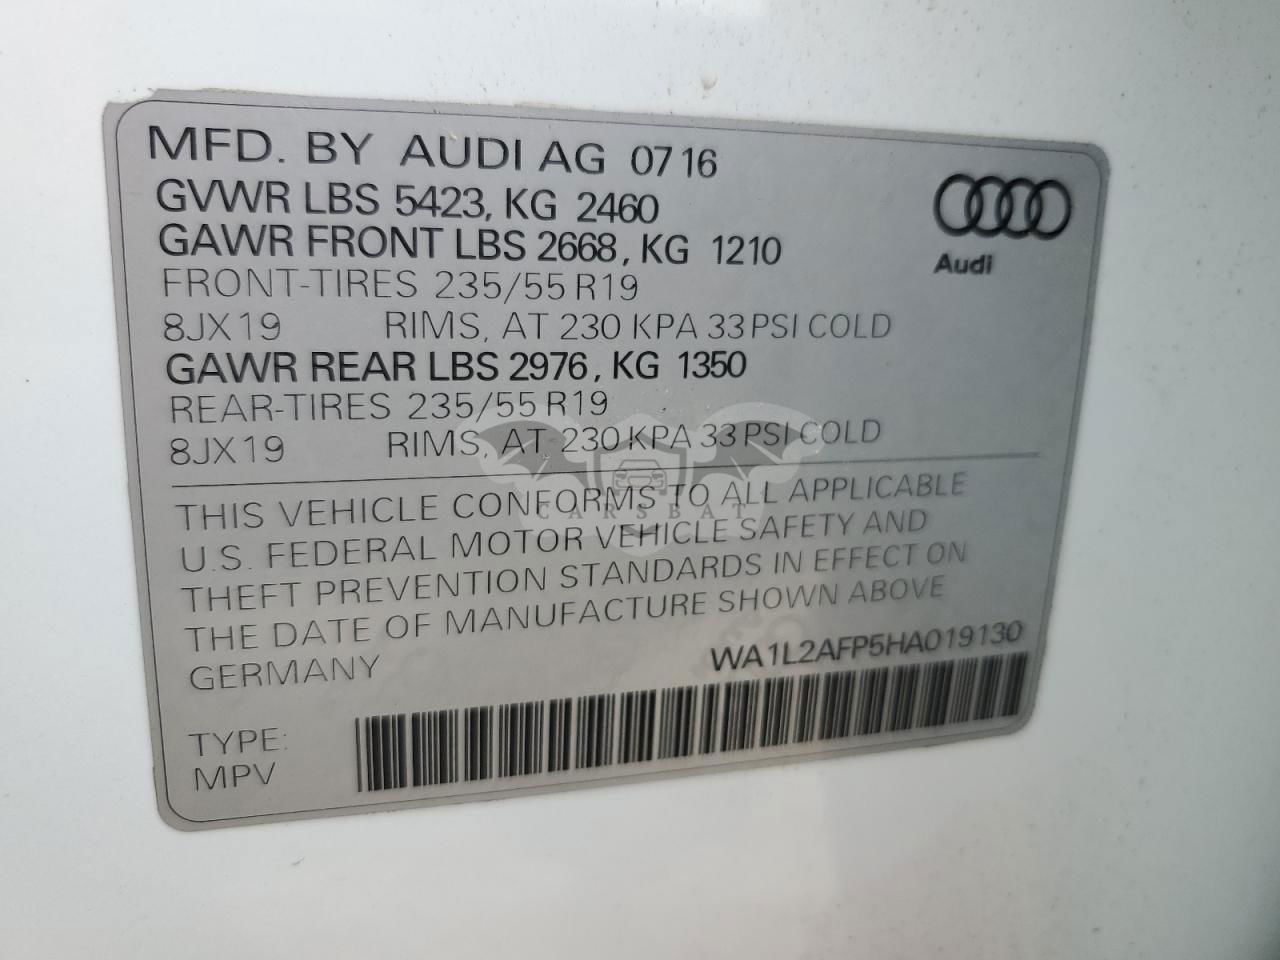 MFD. BY AUDI AG 07 16
GVWR LBS 5423, KG 2460
GAWR FRONT LBS 2668, KG 1210
FRONT-TIRES 235/55 R19
8JX19 RIMS, AT 230 KPA 33 PSI COLD
GAWR REAR LBS 2976, KG 1350
REAR-TIRES 235/55 R19
8JX19 RIMS, AT 230 KPA 33 PSI COLD
Audi
CARSBAT
THIS VEHICLE CONFORMS TO ALL APPLICABLE
U.S. FEDERAL MOTOR VEHICLE SAFETY AND
THEFT PREVENTION STANDARDS IN EFFECT ON
THE DATE OF MANUFACTURE SHOWN ABOVE
GERMANY WA1L2AFP5HA019130
TYPE:
MPV